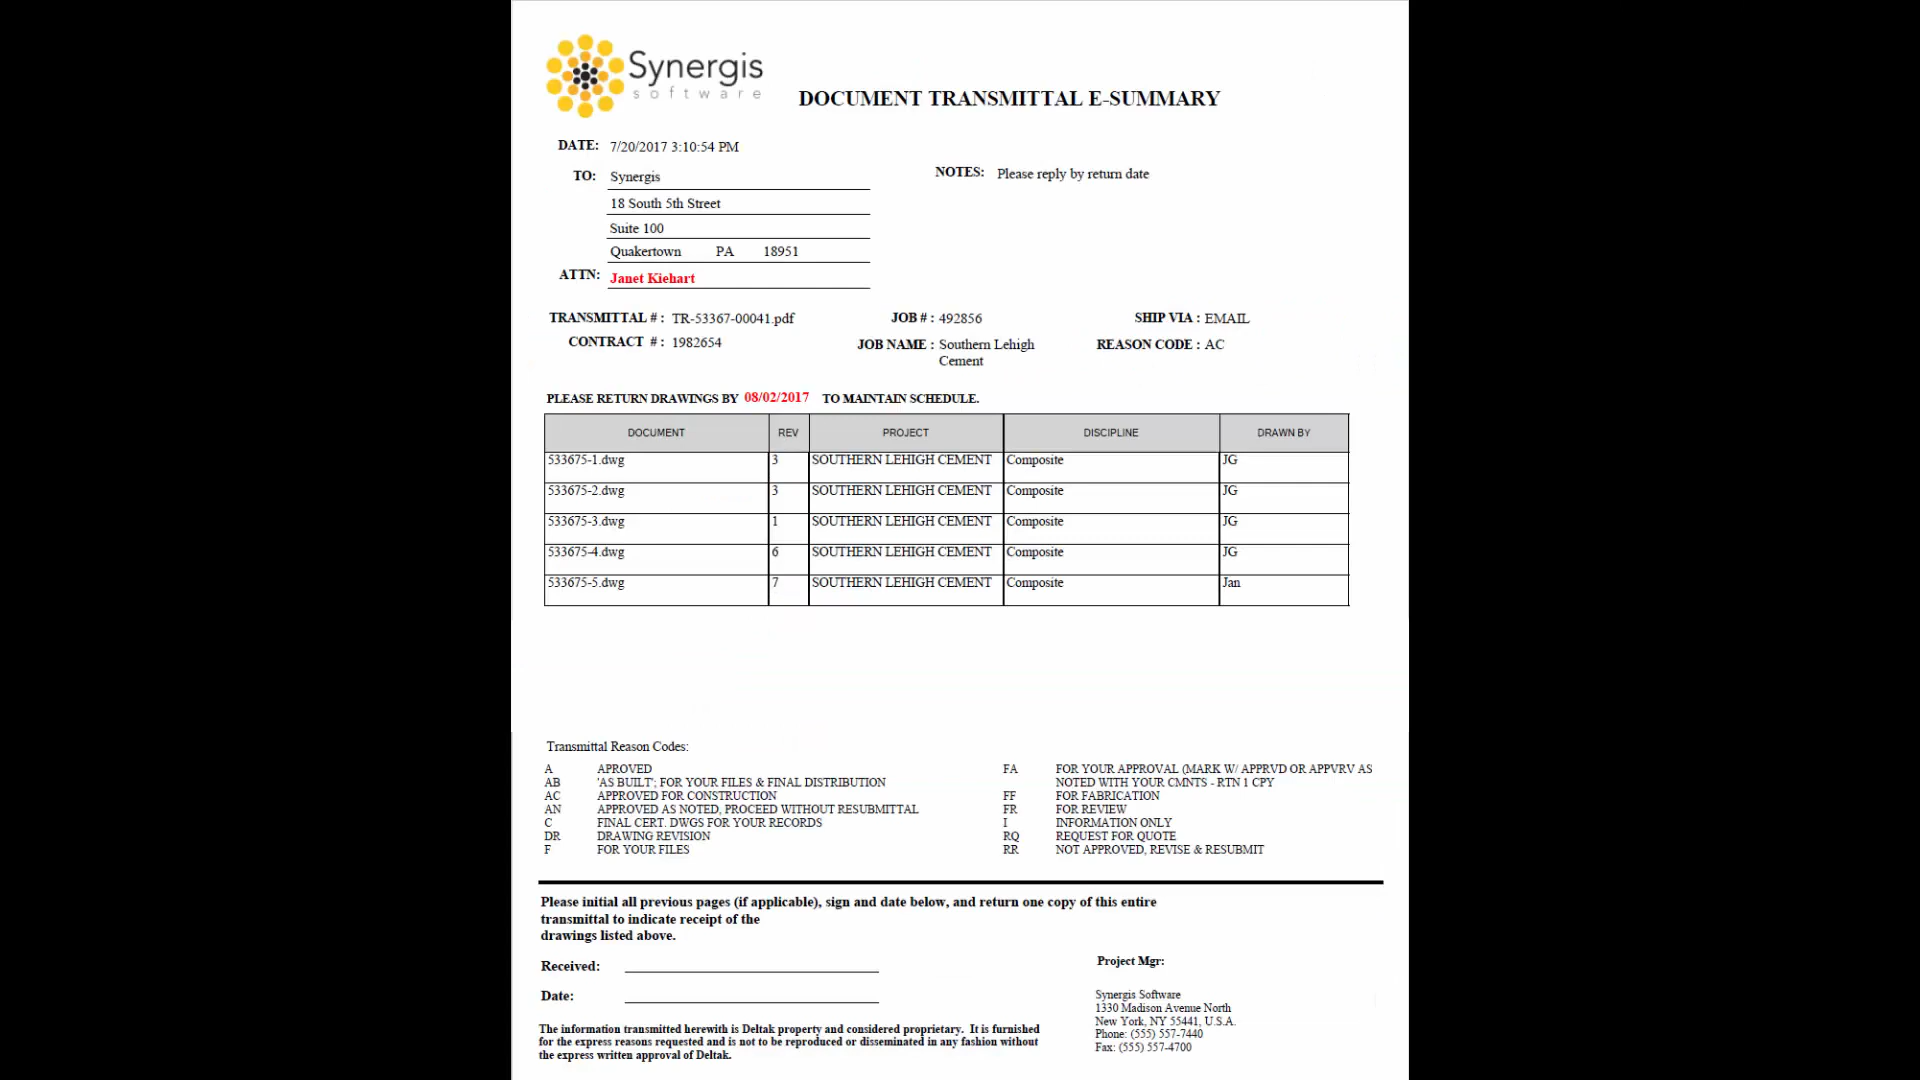 Synergis
software
DOCUMENT TRANSMITTAL E-SUMMARY
DATE: 7/20/2017 3:10:54 PM
TO: Synergis
NOTES: Please reply by return date
18 South 5th Street
Suite 100
Quakertown PA 18951
ATTN: Janet Kiehart
TRANSMITTAL # : TR-53367-00041.pdf JOB # : 492856 SHIP VIA : EMAIL
CONTRACT # : 1982654 JOB NAME : Southern Lehigh REASON CODE : AC
Cement
PLEASE RETURN DRAWINGS BY 08/02/2017 TO MAINTAIN SCHEDULE.
DOCUMENT REV PROJECT DISCIPLINE DRAWN BY
533675-1.dwg 3 SOUTHERN LEHIGH CEMENT Composite JG
533675-2.dwg 3 SOUTHERN LEHIGH CEMENT Composite JG
533675-3.dwg 1 SOUTHERN LEHIGH CEMENT Composite JG
533675-4.dwg 6 SOUTHERN LEHIGH CEMENT Composite JG
533675-5.dwg 7 SOUTHERN LEHIGH CEMENT Composite Jan
Transmittal Reason Codes:
A APROVED
AB 'AS BUILT'; FOR YOUR FILES & FINAL DISTRIBUTION
AC APPROVED FOR CONSTRUCTION
AN APPROVED AS NOTED, PROCEED WITHOUT RESUBMITTAL
C FINAL CERT. DWGS FOR YOUR RECORDS
DR DRAWING REVISION
F FOR YOUR FILES
FA FOR YOUR APPROVAL (MARK W/ APPRVD OR APPVRV AS
NOTED WITH YOUR CMNTS - RTN 1 CPY
FF FOR FABRICATION
FR FOR REVIEW
I INFORMATION ONLY
RQ REQUEST FOR QUOTE
RR NOT APPROVED, REVISE & RESUBMIT
Please initial all previous pages (if applicable), sign and date below, and return one copy of this entire
transmittal to indicate receipt of the
drawings listed above.
Received:
Date:
The information transmitted herewith is Deltak property and considered proprietary. It is furnished
for the express reasons requested and is not to be reproduced or disseminated in any fashion without
the express written approval of Deltak.
Project Mgr:
Synergis Software
1330 Madison Avenue North
New York, NY 55441, U.S.A.
Phone: (555) 557-7440
Fax: (555) 557-4700